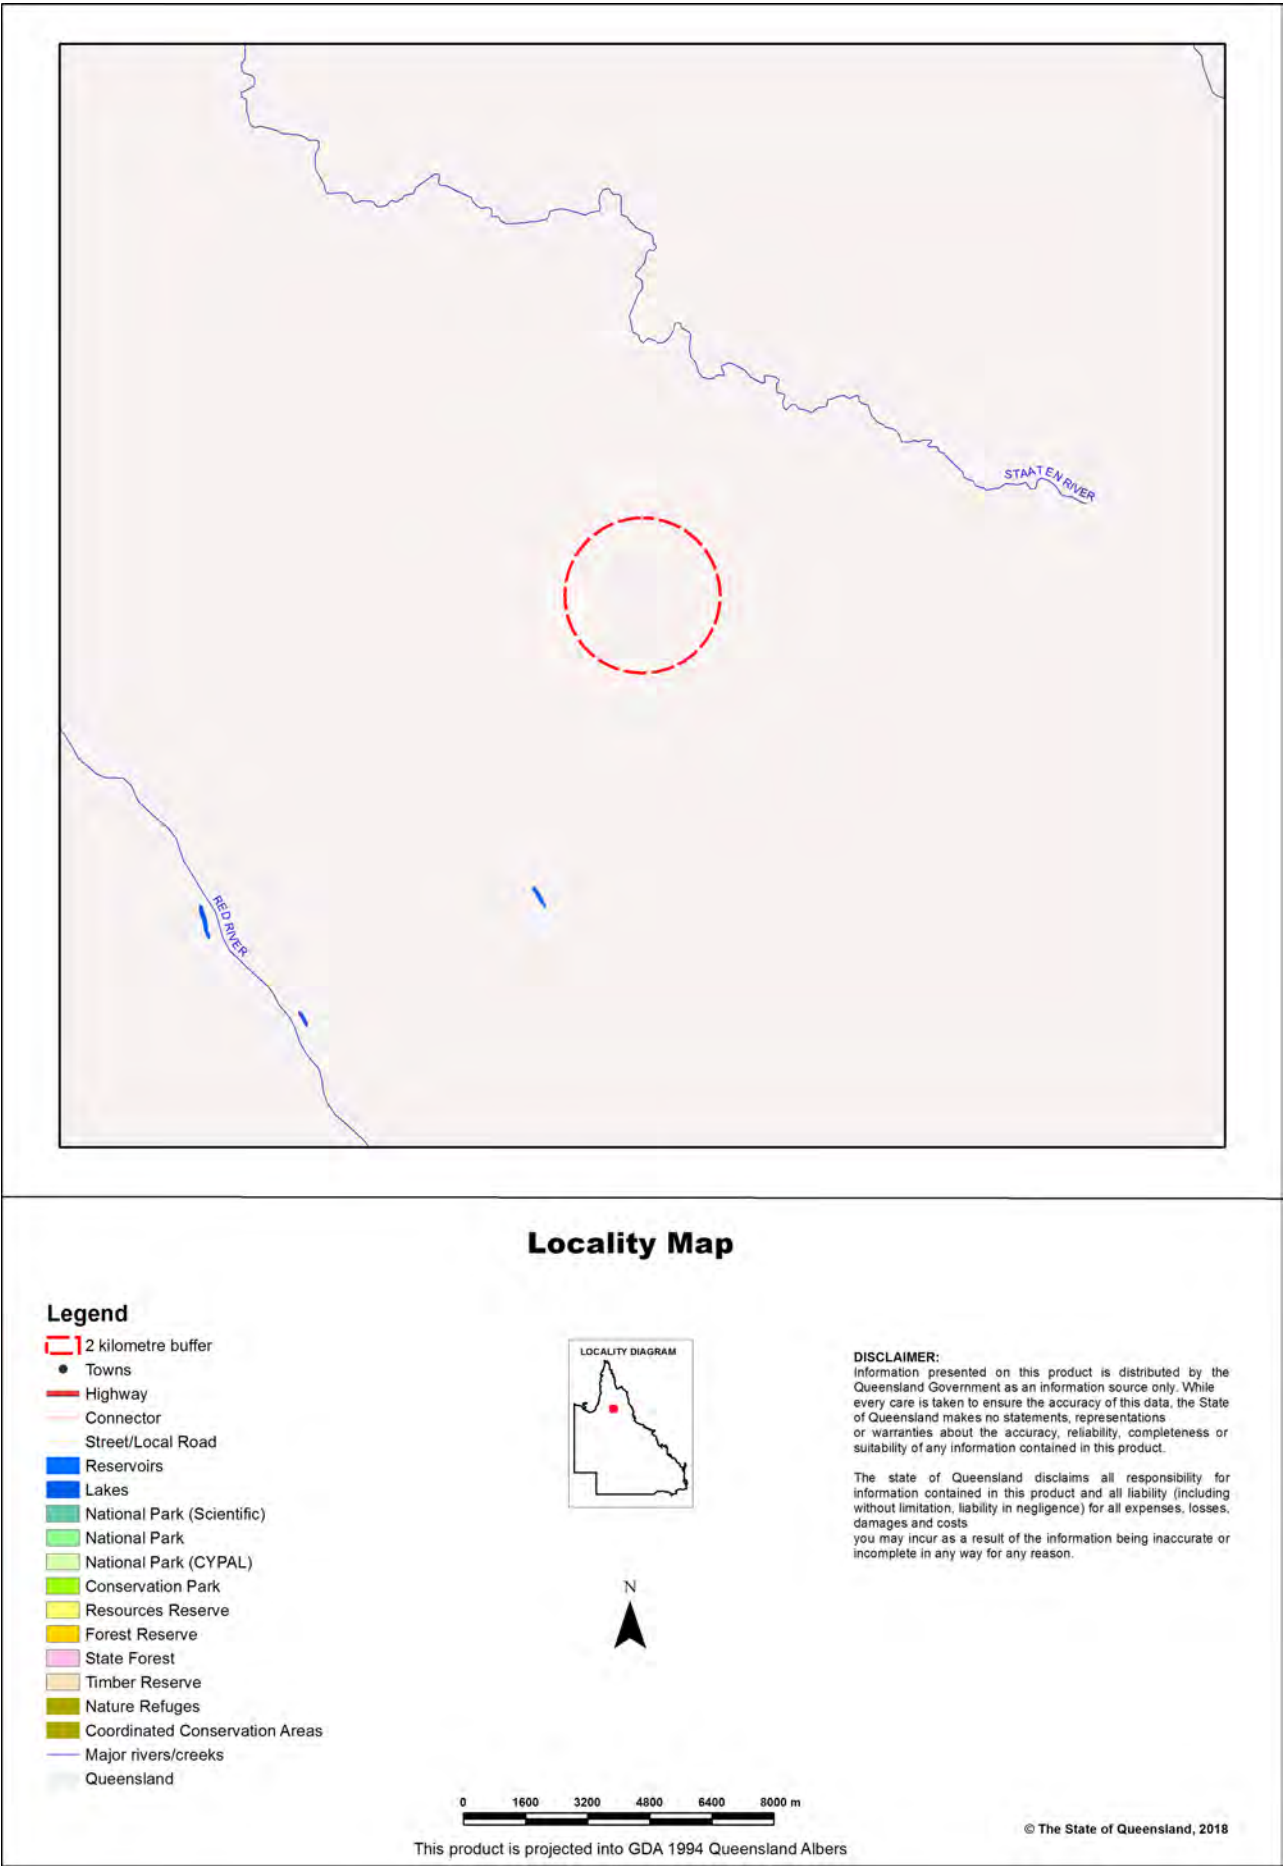 STAATEN RIVER
RED RIVER
Locality Map
Legend
2 kilometre buffer
Towns
Highway
Connector
Street/Local Road
Reservoirs
Lakes
National Park (Scientific)
National Park
National Park (CYPAL)
Conservation Park
Resources Reserve
Forest Reserve
State Forest
Timber Reserve
Nature Refuges
Coordinated Conservation Areas
Major rivers/creeks
Queensland
LOCALITY DIAGRAM
N
0 1600 3200 4800 6400 8000 m
This product is projected into GDA 1994 Queensland Albers
DISCLAIMER:
Information presented on this product is distributed by the
Queensland Government as an information source only. While
every care is taken to ensure the accuracy of this data, the State
of Queensland makes no statements, representations
or warranties about the accuracy, reliability, completeness or
suitability of any information contained in this product.
The state of Queensland disclaims all responsibility for
information contained in this product and all liability (including
without limitation, liability in negligence) for all expenses, losses,
damages and costs
you may incur as a result of the information being inaccurate or
incomplete in any way for any reason.
© The State of Queensland, 2018